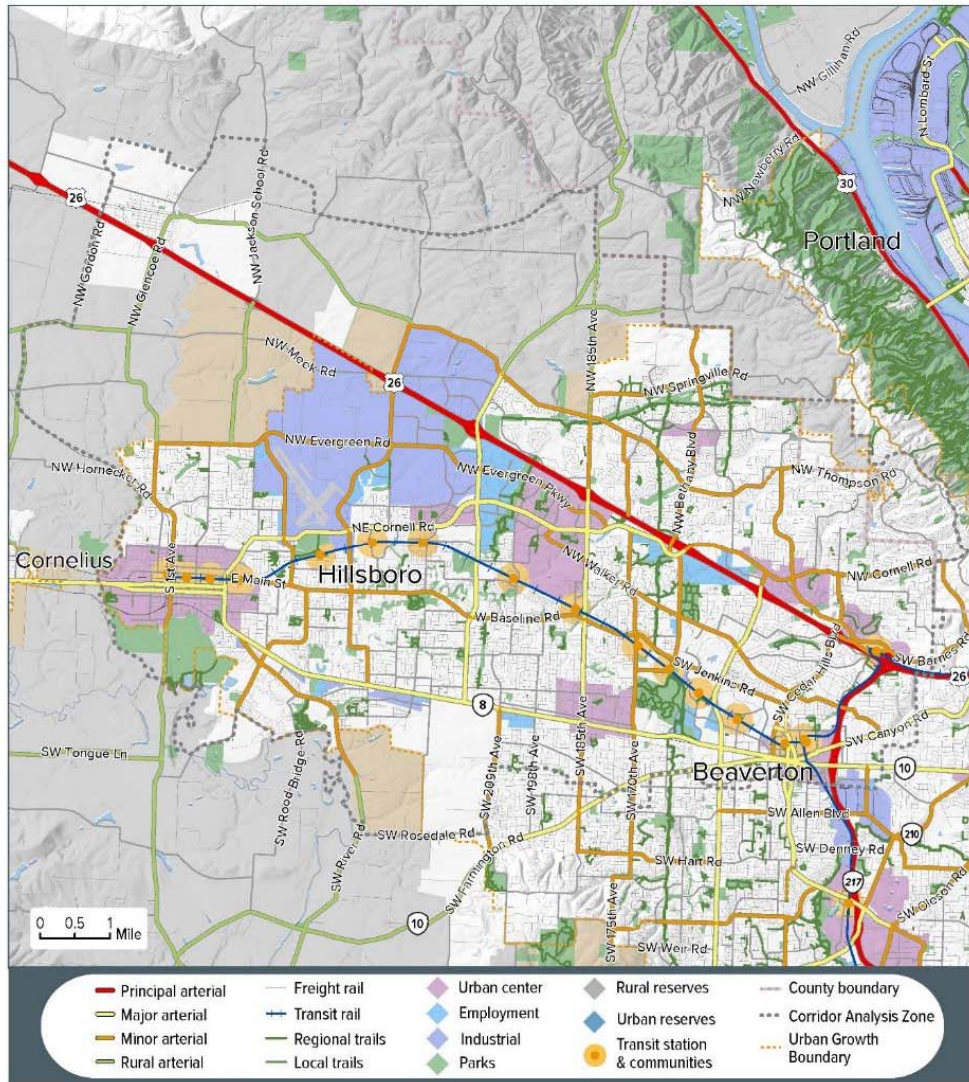 NW Gillihan Rd
N Lombard St
NW Newberry Rd
30
Portland
26
NW Gordon Rd
NW Glencoe Rd
NW Jackson School Rd
NW Meek Rd
26
NW 185th Ave
NW Springville Rd
NW Evergreen Rd
NW Evergreen Pkwy
NW Bethany Blvd
NW Thompson Rd
NW Hornecker Rd
NE Cornell Rd
NW Walker Rd
NW Cornell Rd
Cornelius
S 1st Ave
E Main St
Hillsboro
W Baseline Rd
SW Jenkins Rd
SW Cedar Hills Blvd
SW Barnes Rd
26
8
SW Canyon Rd
SW Tongue Ln
SW Rood Bridge Rd
SW River Rd
SW 209th Ave
SW 198th Ave
SW 185th Ave
SW 170th Ave
Beaverton
10
SW Allen Blvd
210
SW Rosedale Rd
SW Farmington Rd
SW Hart Rd
SW Denney Rd
217
SW Oleson Rd
10
SW 175th Ave
SW Weir Rd
0 0.5 1
Mile
Principal arterial
Major arterial
Minor arterial
Rural arterial
Freight rail
Transit rail
Regional trails
Local trails
Urban center
Employment
Industrial
Parks
Rural reserves
Urban reserves
Transit station
& communities
County boundary
Corridor Analysis Zone
Urban Growth
Boundary